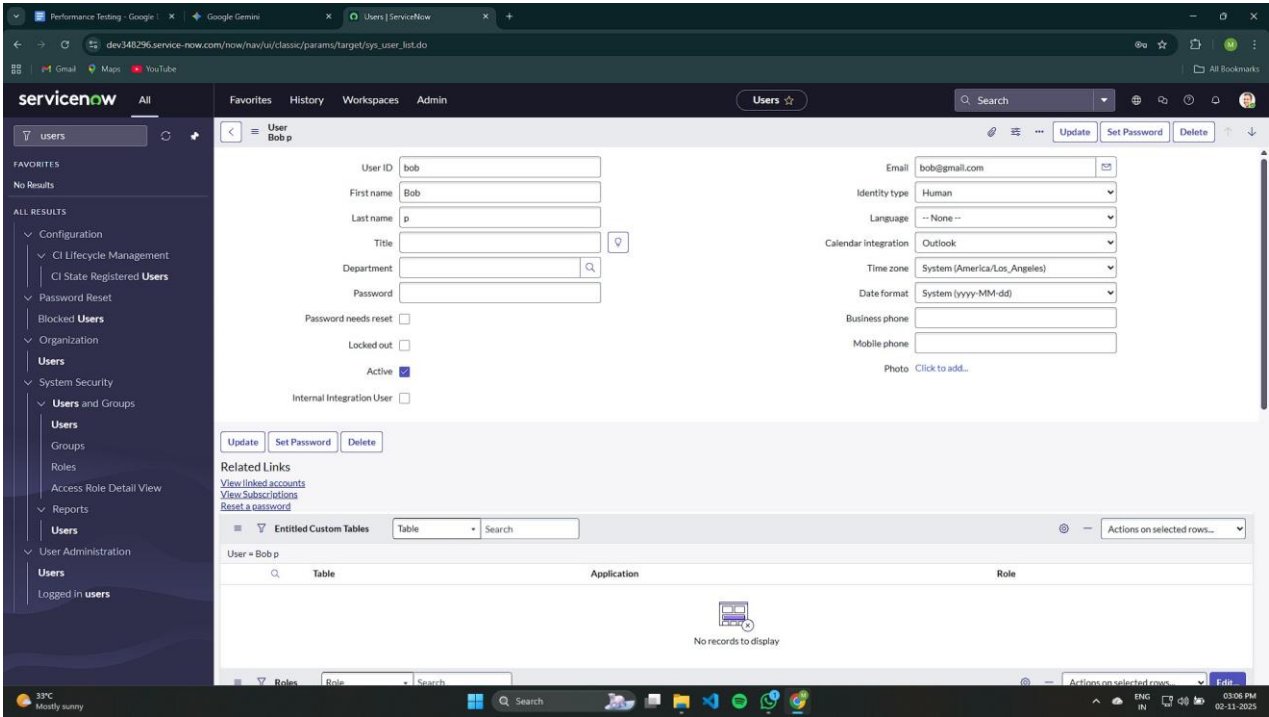 Performance Testing - Google
Google Gemini
Users | ServiceNow
dev348296.service-now.com/now/nav/ui/classic/params/target/sys_user_list.do
Gmail Maps YouTube
All Bookmarks
servicenow All Favorites History Workspaces Admin Users Search
users
User
Bob p
Update Set Password Delete
FAVORITES
No Results
ALL RESULTS
Configuration
CI Lifecycle Management
CI State Registered Users
Password Reset
Blocked Users
Organization
Users
System Security
Users and Groups
Users
Groups
Roles
Access Role Detail View
Reports
Users
User Administration
Users
Logged in users
User ID bob
First name Bob
Last name p
Title
Department
Password
Password needs reset
Locked out
Active
Internal Integration User
Email bob@gmail.com
Identity type Human
Language -- None --
Calendar integration Outlook
Time zone System (America/Los_Angeles)
Date format System (yyyy-MM-dd)
Business phone
Mobile phone
Photo Click to add...
Update Set Password Delete
Related Links
View linked accounts
View Subscriptions
Reset a password
Entitled Custom Tables Table Search Actions on selected rows...
User = Bob p
Table Application Role
No records to display
Roles Role Search Actions on selected rows... Edit...
33°C
Mostly sunny
Search
ENG
IN
03:06 PM
02-11-2025